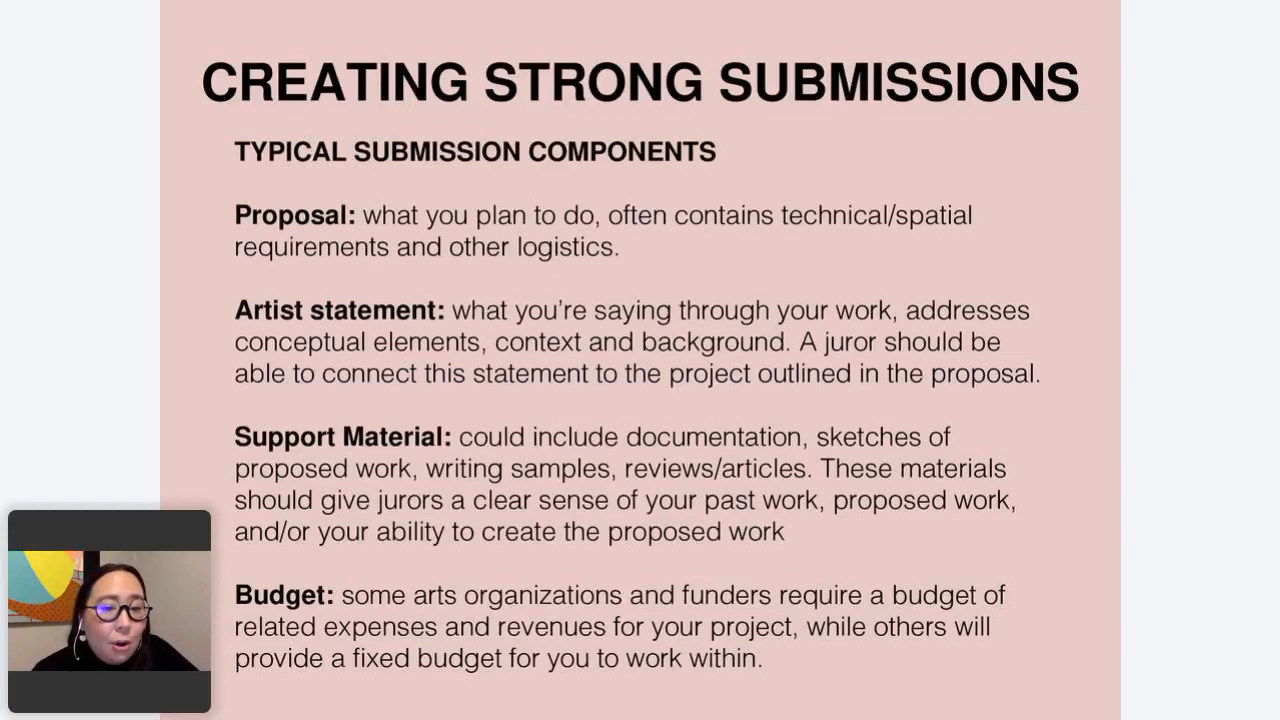 CREATING STRONG SUBMISSIONS
TYPICAL SUBMISSION COMPONENTS
Proposal: what you plan to do, often contains technical/spatial
requirements and other logistics.
Artist statement: what you’re saying through your work, addresses
conceptual elements, context and background. A juror should be
able to connect this statement to the project outlined in the proposal.
Support Material: could include documentation, sketches of
proposed work, writing samples, reviews/articles. These materials
should give jurors a clear sense of your past work, proposed work,
and/or your ability to create the proposed work
Budget: some arts organizations and funders require a budget of
related expenses and revenues for your project, while others will
provide a fixed budget for you to work within.